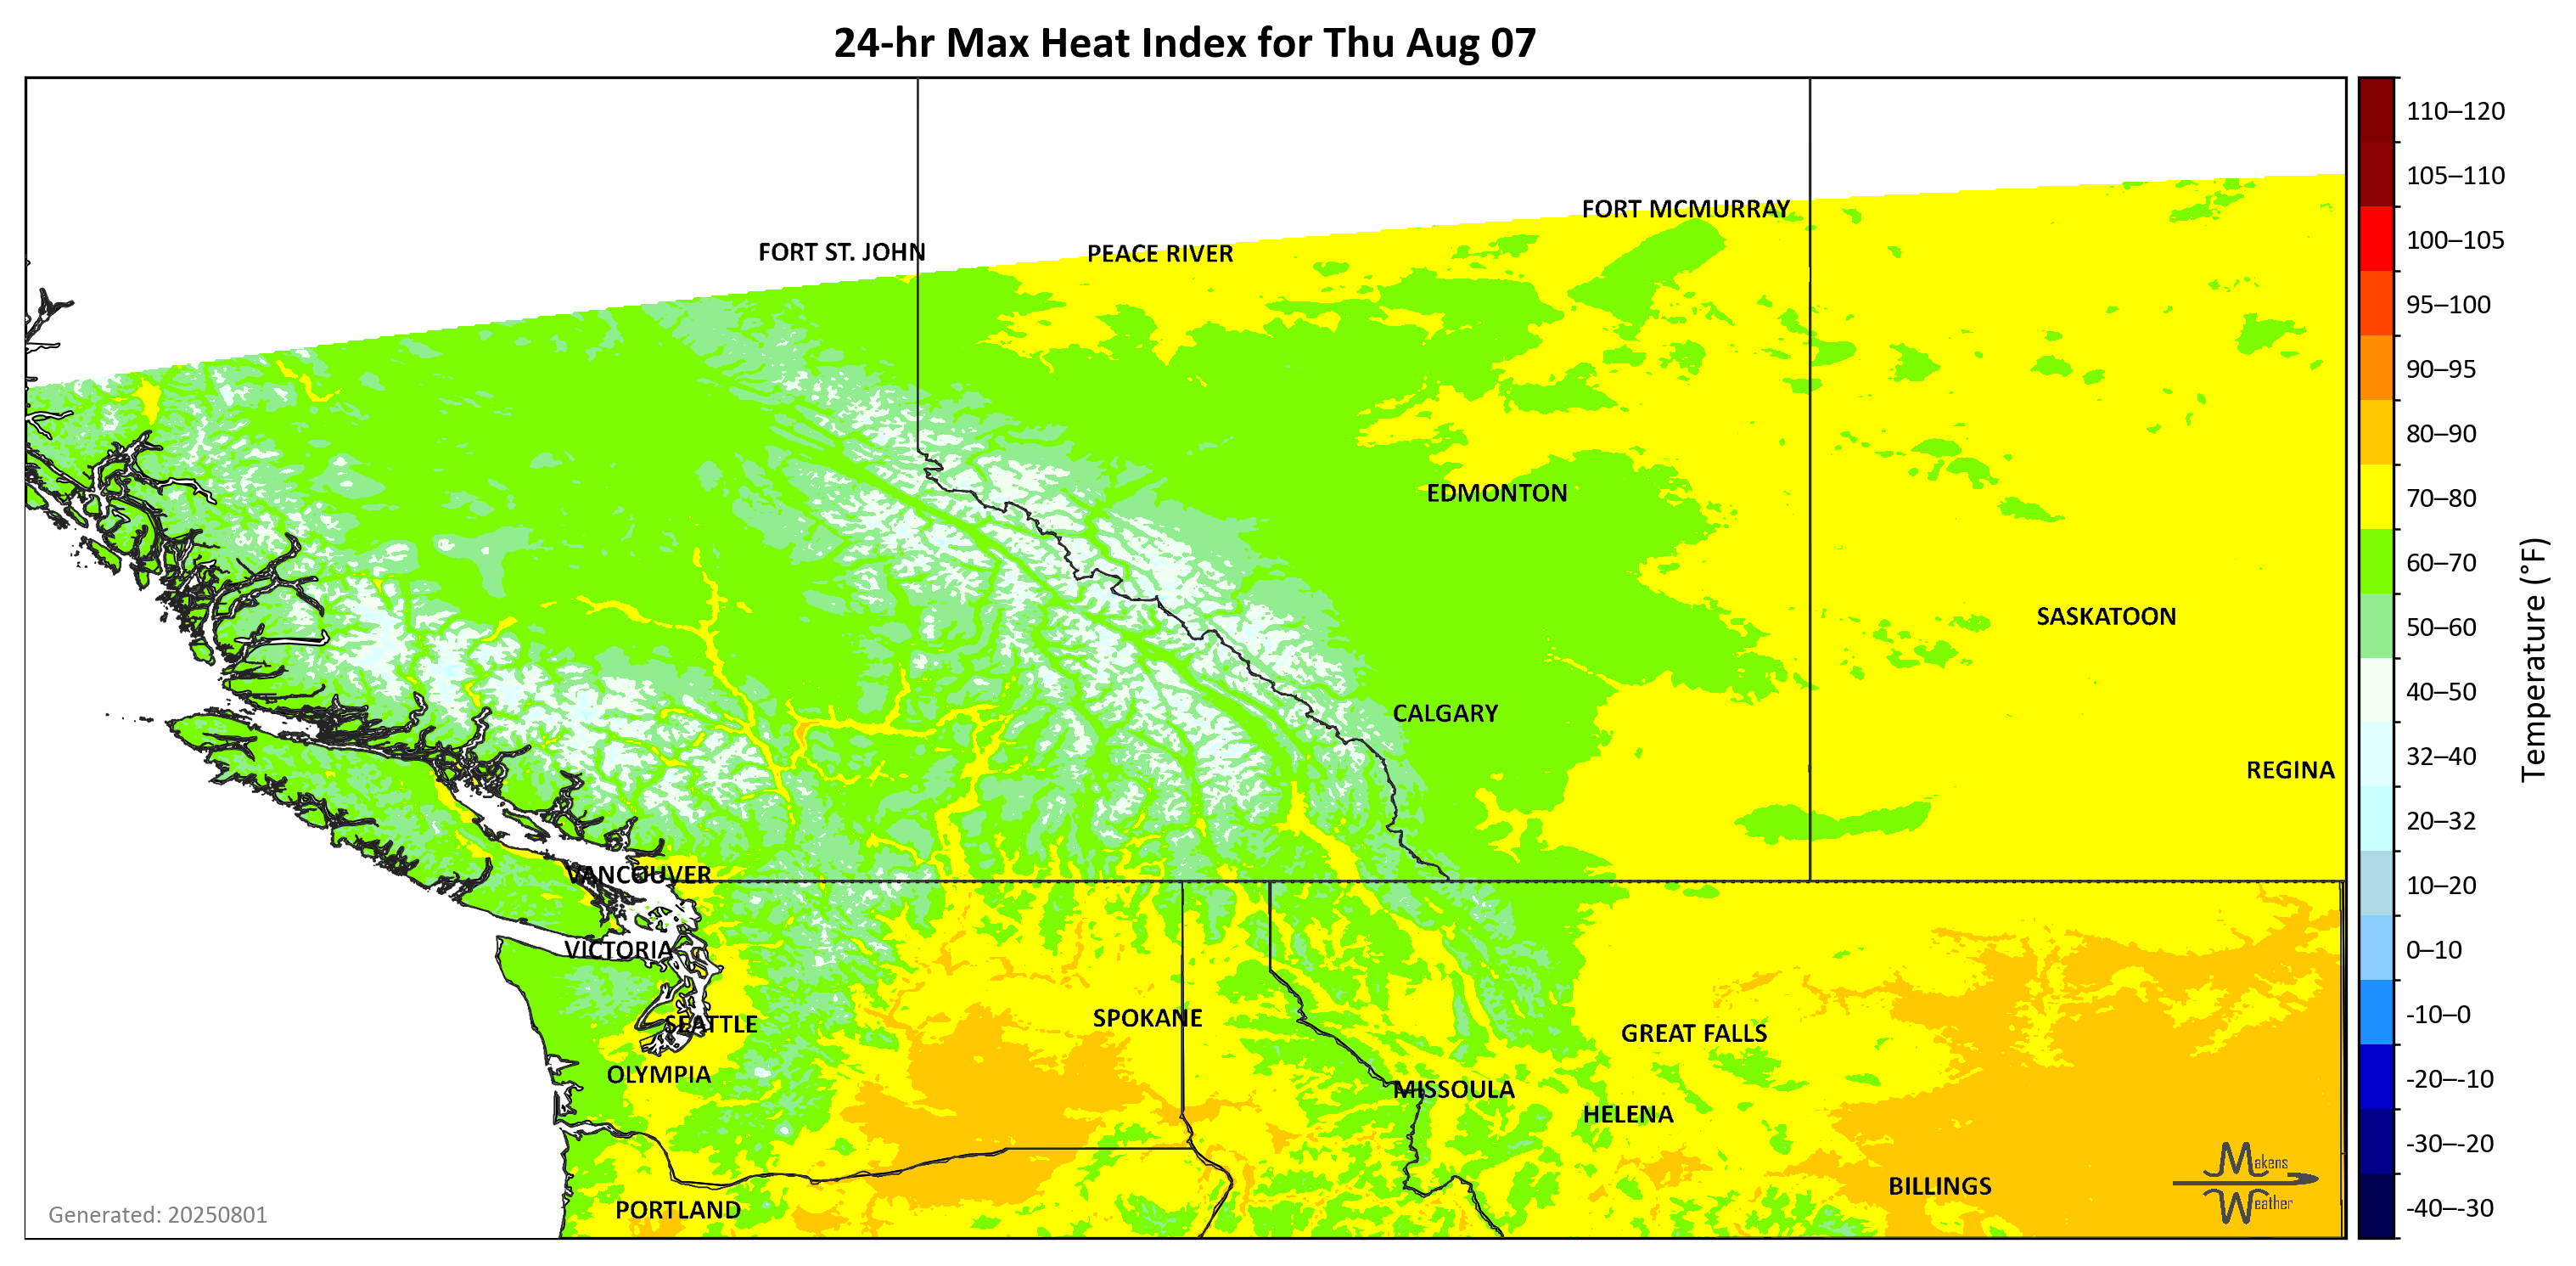 24-hr Max Heat Index for Thu Aug 07
110–120
105–110
100–105
95–100
90–95
80–90
70–80
60–70
50–60
40–50
32–40
20–32
10–20
0–10
-10–0
-20–-10
-30–-20
-40–-30
Temperature (°F)
FORT MCMURRAY
FORT ST. JOHN
PEACE RIVER
EDMONTON
SASKATOON
CALGARY
REGINA
VANCOUVER
VICTORIA
SEATTLE
SPOKANE
GREAT FALLS
OLYMPIA
MISSOULA
HELENA
BILLINGS
PORTLAND
Makens
Weather
Generated: 20250801